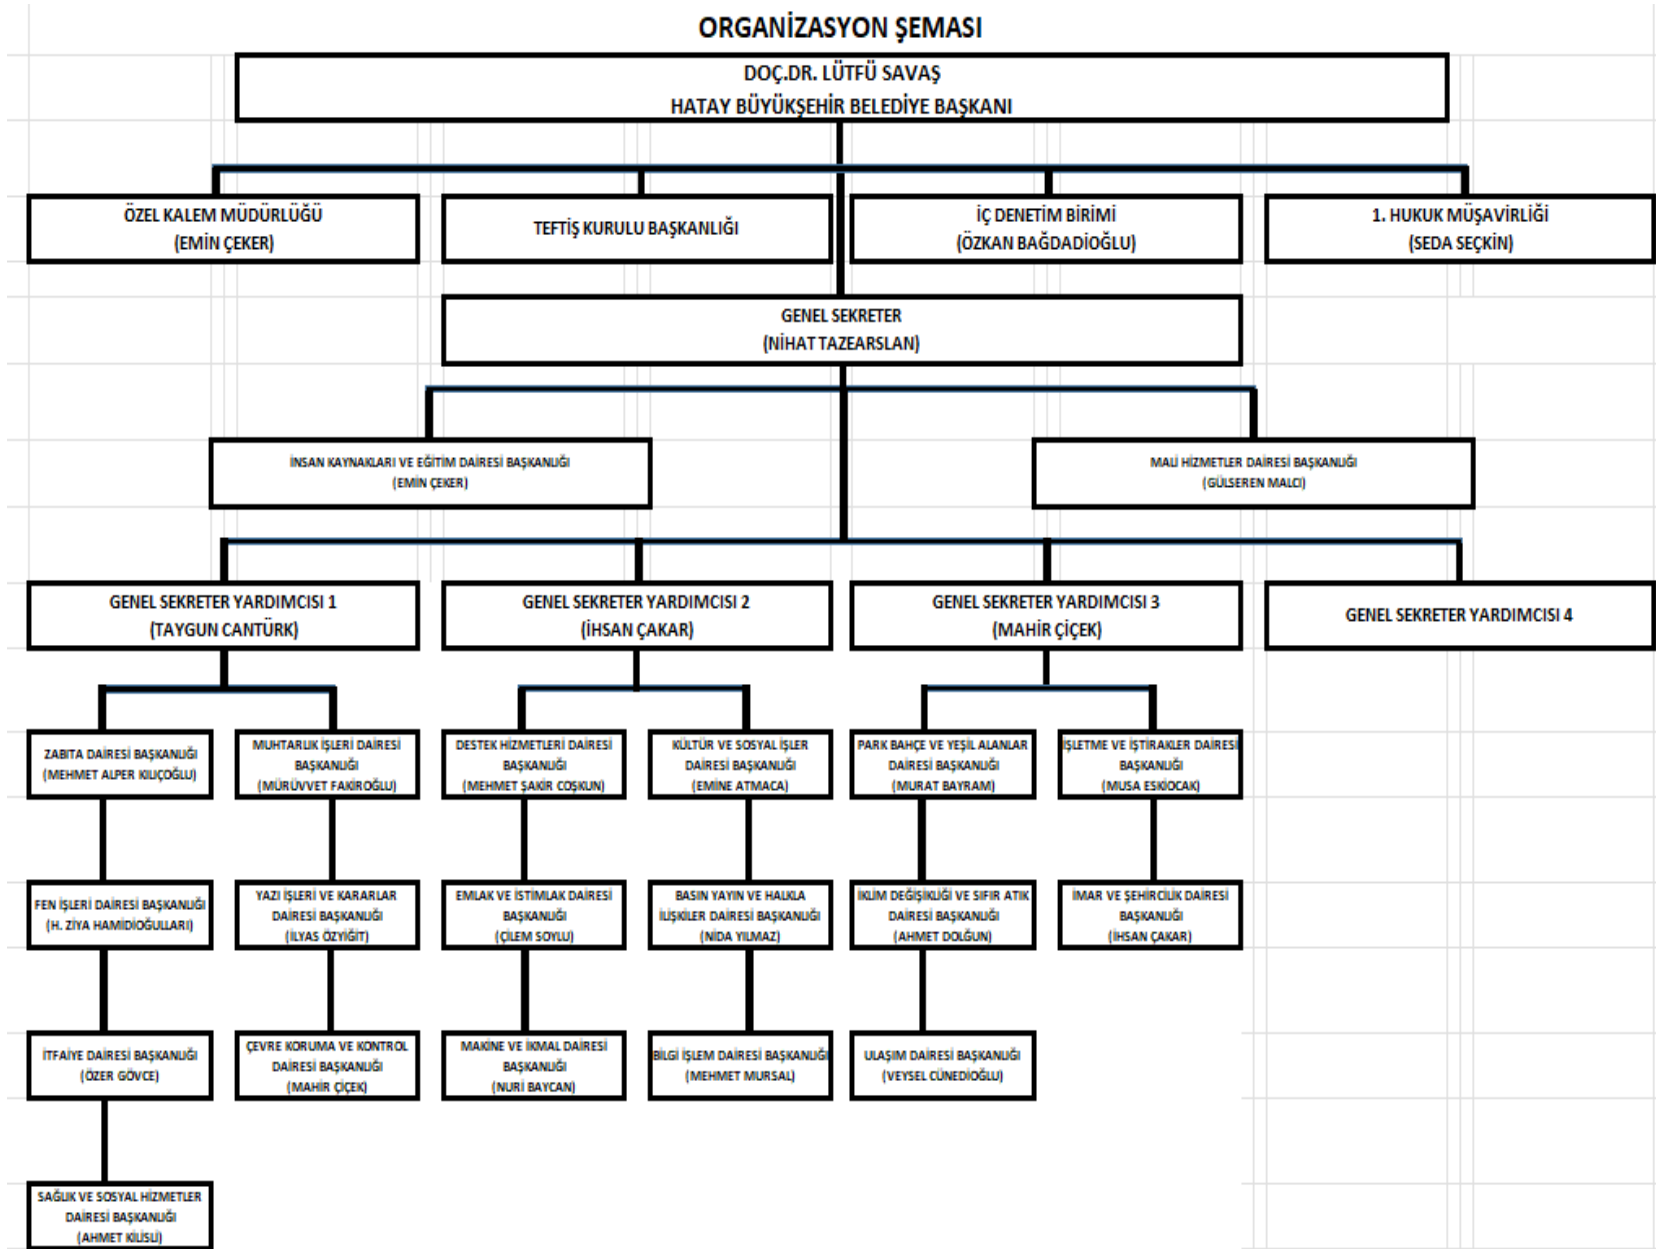 ORGANİZASYON ŞEMASI
DOÇ.DR. LÜTFÜ SAVAŞ
HATAY BÜYÜKŞEHİR BELEDİYE BAŞKANI
ÖZEL KALEM MÜDÜRLÜĞÜ
(EMİN ÇEKER)
TEFTİŞ KURULU BAŞKANLIĞI
İÇ DENETİM BİRİMİ
(ÖZKAN BAĞDADİOĞLU)
1. HUKUK MÜŞAVİRLİĞİ
(SEDA SEÇKİN)
GENEL SEKRETER
(NİHAT TAZEARSLAN)
İNSAN KAYNAKLARI VE EĞİTİM DAİRESİ BAŞKANLIĞI
(EMİN ÇEKER)
MALİ HİZMETLER DAİRESİ BAŞKANLIĞI
(GÜLSEREN MALCI)
GENEL SEKRETER YARDIMCISI 1
(TAYGUN CANTÜRK)
GENEL SEKRETER YARDIMCISI 2
(İHSAN ÇAKAR)
GENEL SEKRETER YARDIMCISI 3
(MAHİR ÇİÇEK)
GENEL SEKRETER YARDIMCISI 4
ZABITA DAİRESİ BAŞKANLIĞI
(MEHMET ALPER KILIÇOĞLU)
MUHTARLIK İŞLERİ DAİRESİ
BAŞKANLIĞI
(MÜRÜVVET FAKİROĞLU)
DESTEK HİZMETLERİ DAİRESİ
BAŞKANLIĞI
(MEHMET ŞAKİR COŞKUN)
KÜLTÜR VE SOSYAL İŞLER
DAİRESİ BAŞKANLIĞI
(EMİNE ATMACA)
PARK BAHÇE VE YEŞİL ALANLAR
DAİRESİ BAŞKANLIĞI
(MURAT BAYRAM)
İŞLETME VE İŞTİRAKLER DAİRESİ
BAŞKANLIĞI
(MUSA ESKİOCAK)
FEN İŞLERİ DAİRESİ BAŞKANLIĞI
(H. ZİYA HAMİDİOĞULLARI)
YAZI İŞLERİ VE KARARLAR
DAİRESİ BAŞKANLIĞI
(İLYAS ÖZYİĞİT)
EMLAK VE İSTİMLAK DAİRESİ
BAŞKANLIĞI
(ÇİLEM SOYLU)
BASIN YAYIN VE HALKLA
İLİŞKİLER DAİRESİ BAŞKANLIĞI
(NİDA YILMAZ)
İKLİM DEĞİŞİKLİĞİ VE SIFIR ATIK
DAİRESİ BAŞKANLIĞI
(AHMET DOLĞUN)
İMAR VE ŞEHİRCİLİK DAİRESİ
BAŞKANLIĞI
(İHSAN ÇAKAR)
İTFAİYE DAİRESİ BAŞKANLIĞI
(ÖZER GÖVCE)
ÇEVRE KORUMA VE KONTROL
DAİRESİ BAŞKANLIĞI
(MAHİR ÇİÇEK)
MAKİNE VE İKMAL DAİRESİ
BAŞKANLIĞI
(NURİ BAYCAN)
BİLGİ İŞLEM DAİRESİ BAŞKANLIĞI
(MEHMET MURSAL)
ULAŞIM DAİRESİ BAŞKANLIĞI
(VEYSEL CÜNEDİOĞLU)
SAĞLIK VE SOSYAL HİZMETLER
DAİRESİ BAŞKANLIĞI
(AHMET KİLİSLİ)